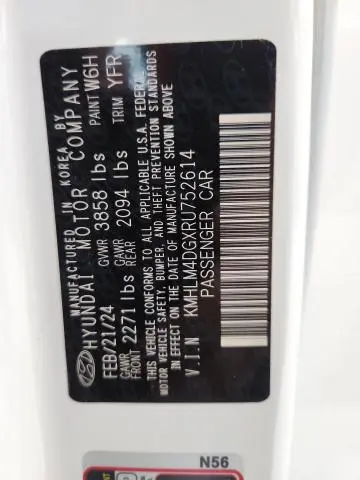 MANUFACTURED IN KOREA BY
HYUNDAI MOTOR COMPANY
FEB/21/24 GVWR 3858 lbs PAINT W6H
GAWR FRONT 2271 lbs GAWR REAR 2094 lbs TRIM YFR
THIS VEHICLE CONFORMS TO ALL APPLICABLE U.S.A. FEDERAL
MOTOR VEHICLE SAFETY, BUMPER, AND THEFT PREVENTION STANDARDS
IN EFFECT ON THE DATE OF MANUFACTURE SHOWN ABOVE
V.I.N KMHLM4DGXRU752614
PASSENGER CAR
N56